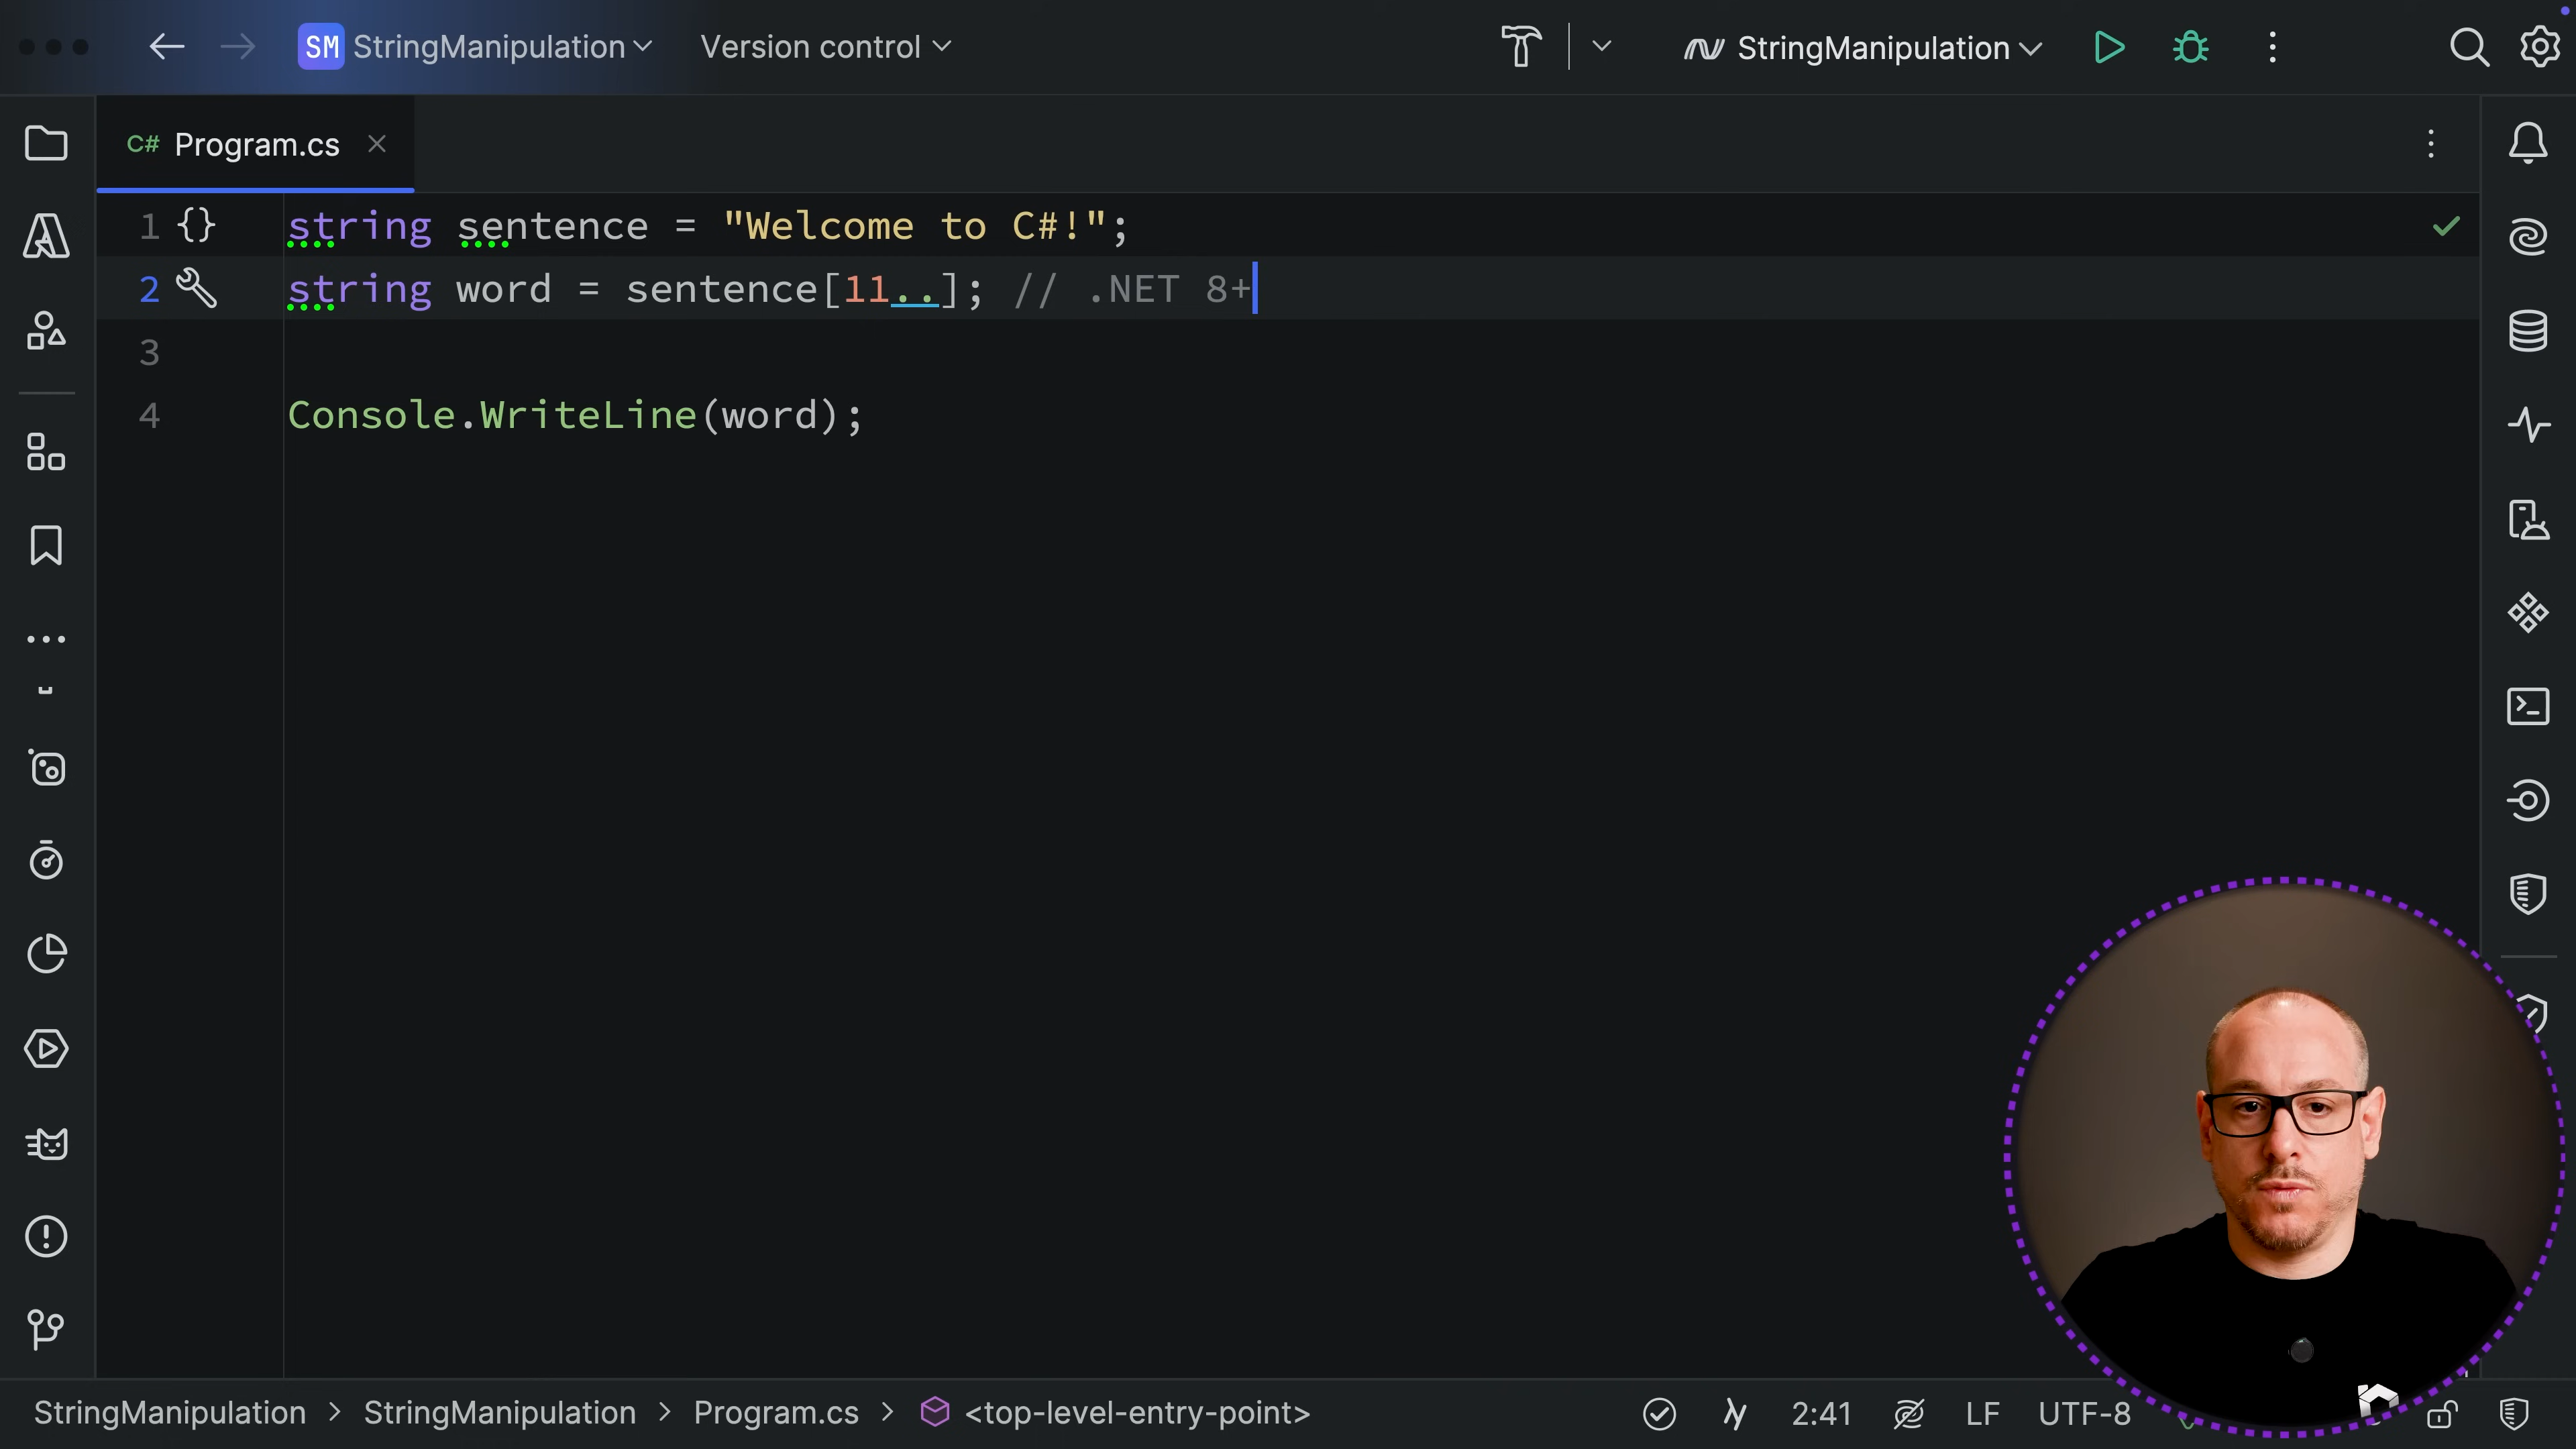 SM StringManipulation Version control StringManipulation
C# Program.cs
1 {} string sentence = "Welcome to C#!";
2 string word = sentence[11..]; // .NET 8+
3
4 Console.WriteLine(word);
StringManipulation > StringManipulation > Program.cs > <top-level-entry-point> 2:41 LF UTF-8